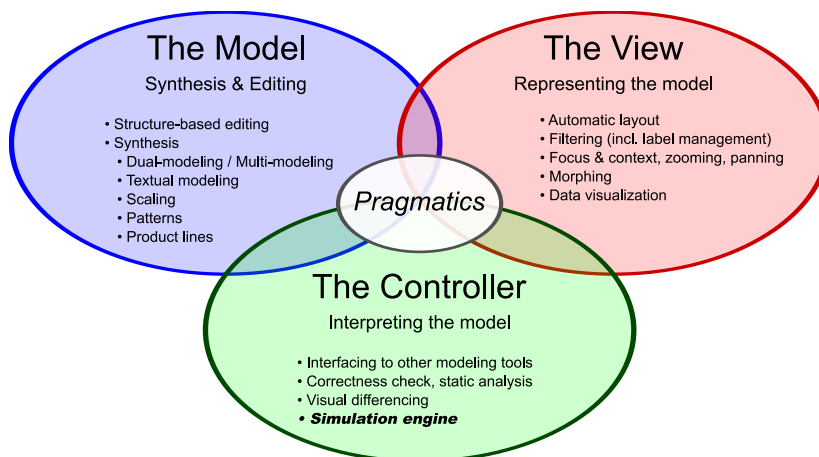 The Model
Synthesis & Editing
• Structure-based editing
• Synthesis
• Dual-modeling / Multi-modeling
• Textual modeling
• Scaling
• Patterns
• Product lines
The View
Representing the model
• Automatic layout
• Filtering (incl. label management)
• Focus & context, zooming, panning
• Morphing
• Data visualization
Pragmatics
The Controller
Interpreting the model
• Interfacing to other modeling tools
• Correctness check, static analysis
• Visual differencing
• Simulation engine